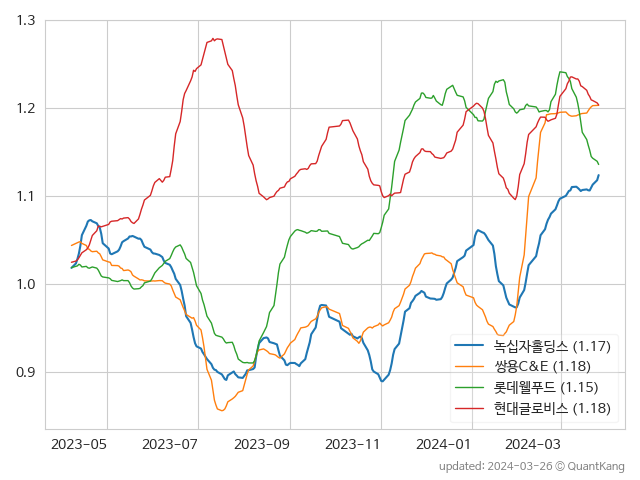 1.3
1.2
1.1
1.0
0.9
녹십자홀딩스 (1.17)
쌍용C&E (1.18)
롯데웰푸드 (1.15)
현대글로비스 (1.18)
2023-05 2023-07 2023-09 2023-11 2024-01 2024-03
updated: 2024-03-26 © QuantKang